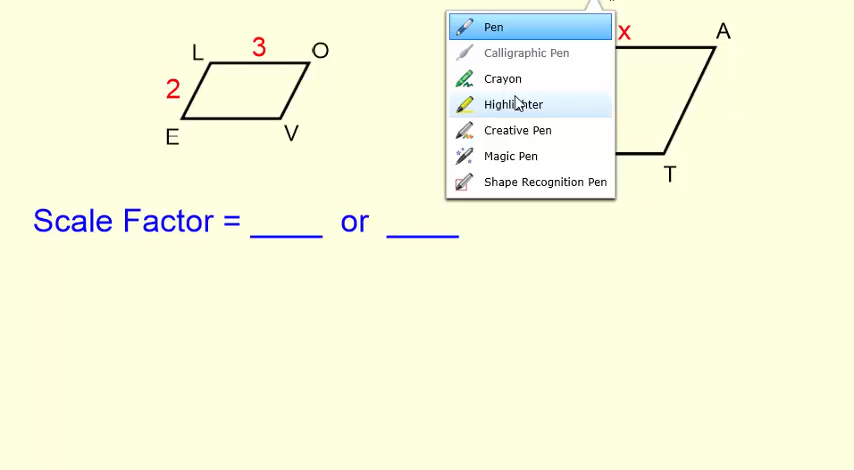 L 3 O
2
E V
x A
T
Pen
Calligraphic Pen
Crayon
Highlighter
Creative Pen
Magic Pen
Shape Recognition Pen
Scale Factor = ____ or ____